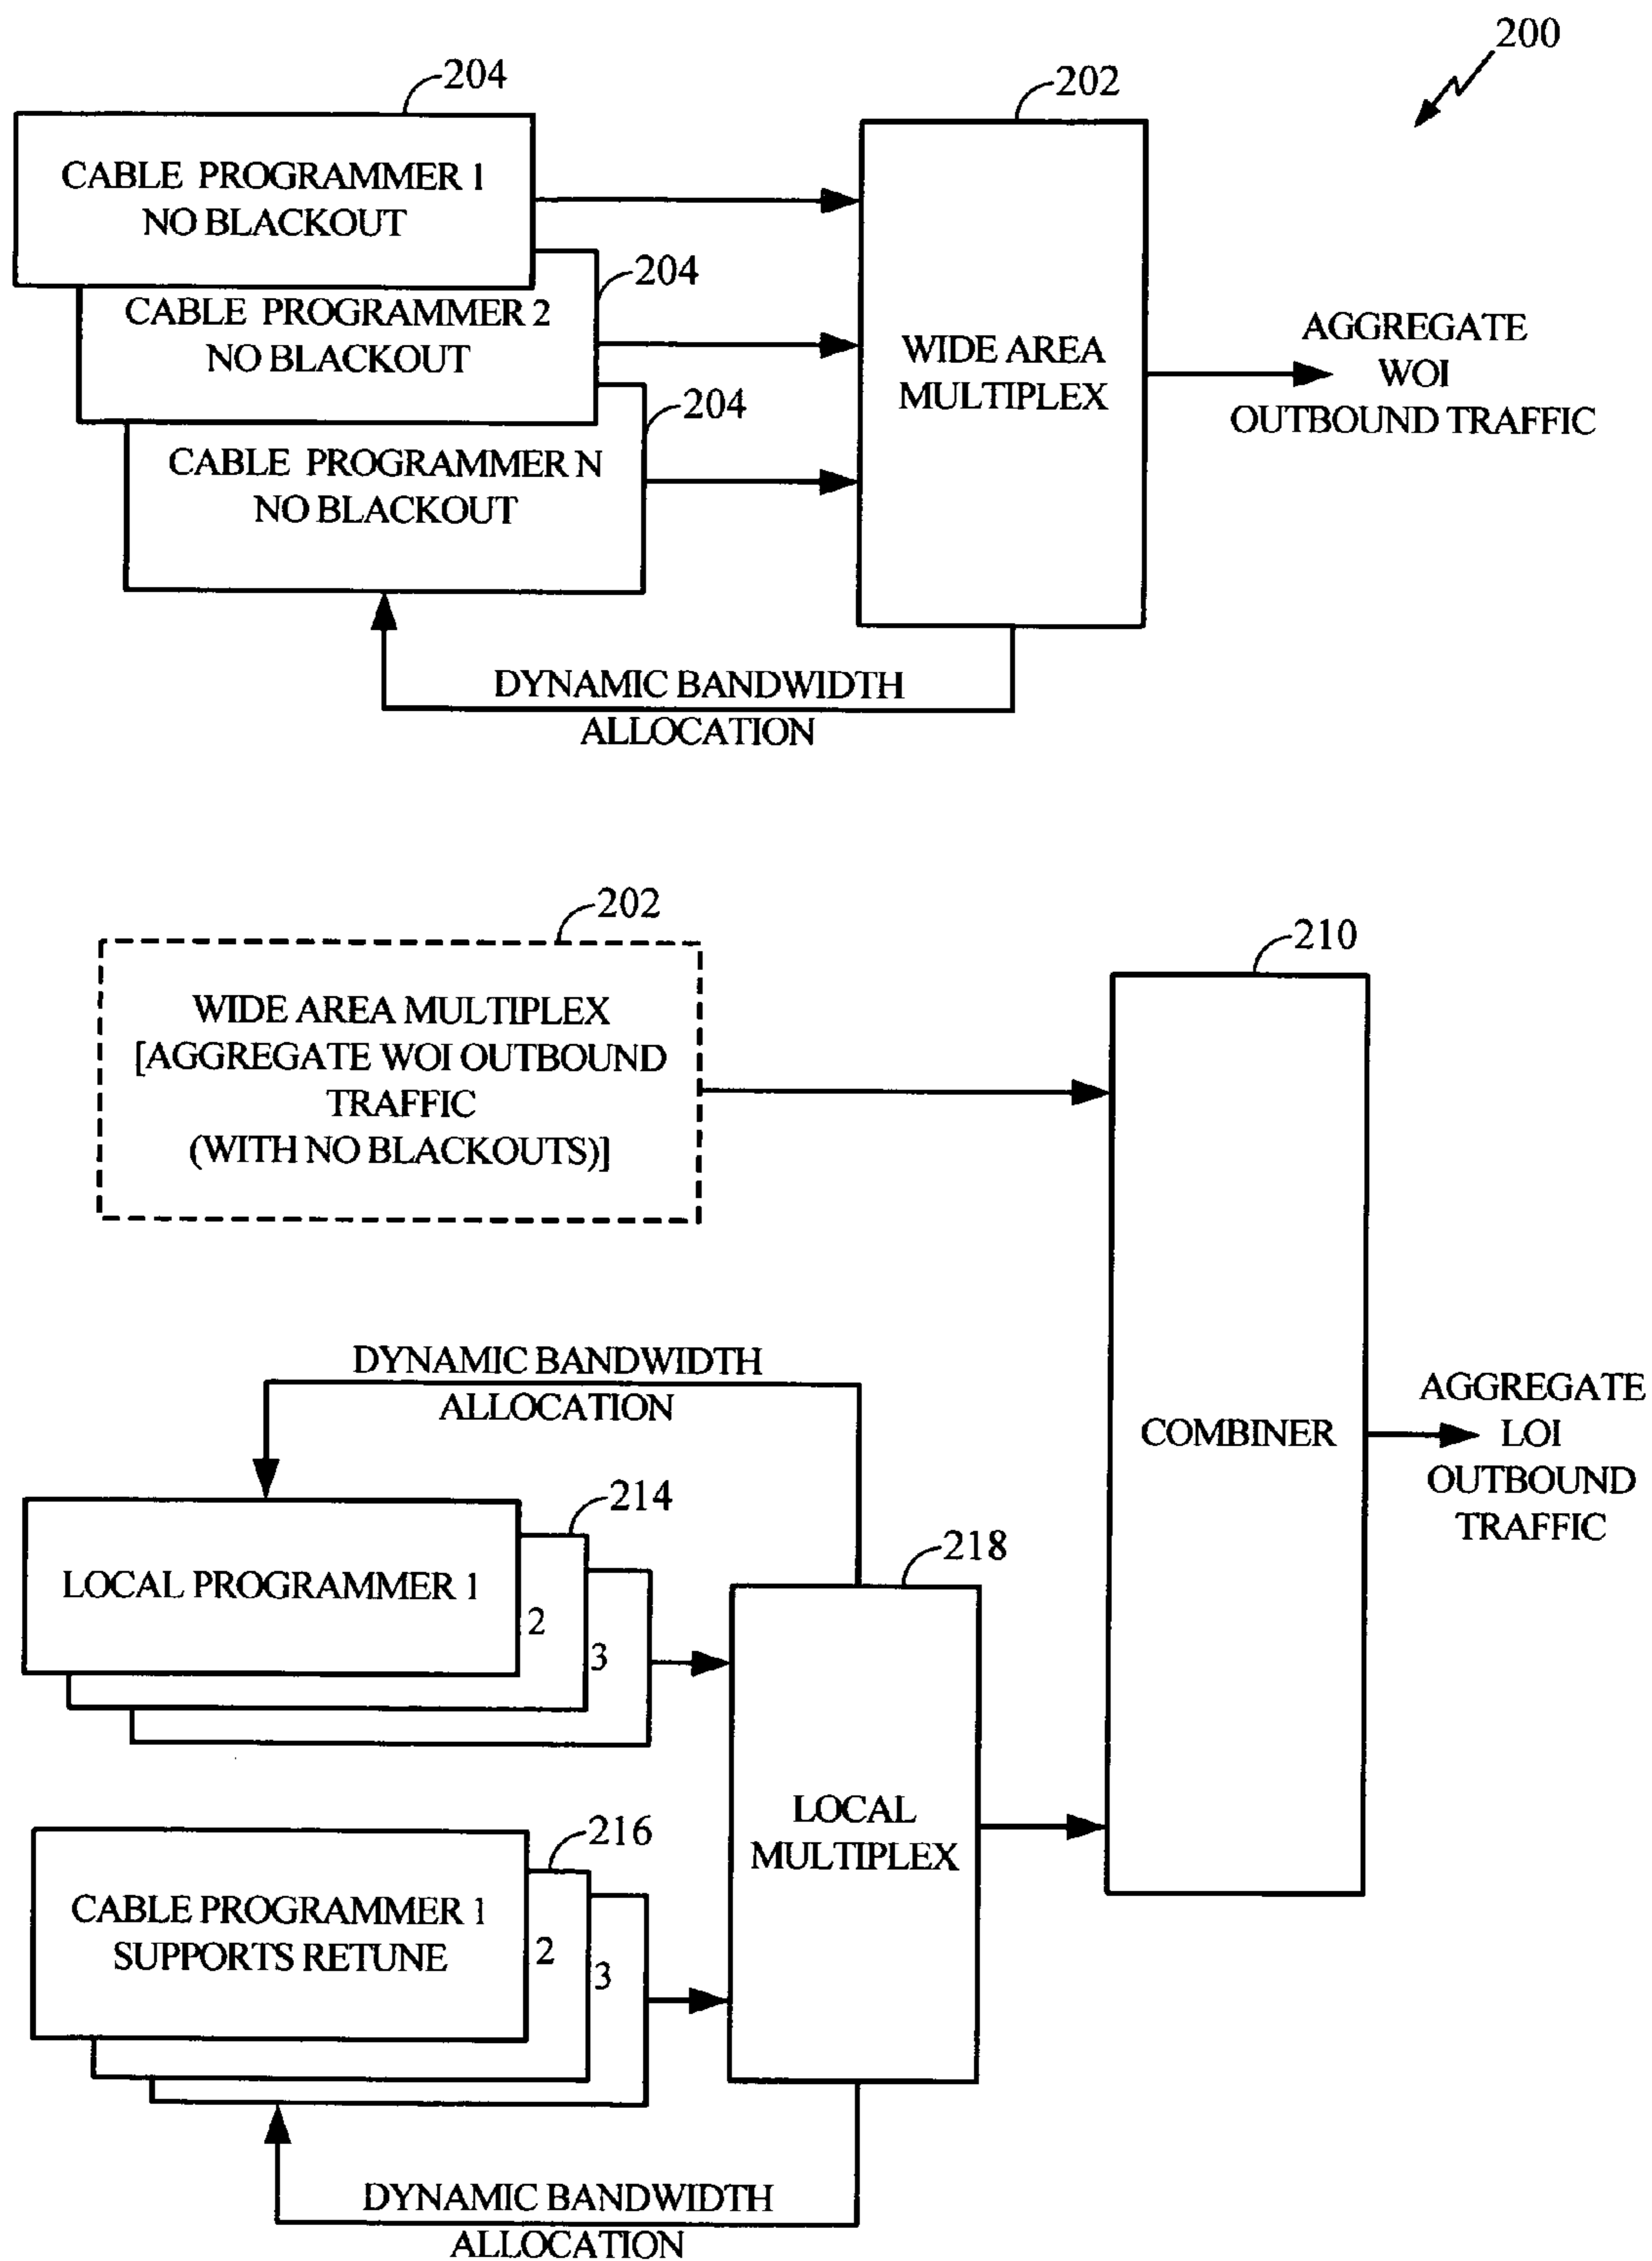 200
204
202
CABLE PROGRAMMER 1
NO BLACKOUT
204
CABLE PROGRAMMER 2
NO BLACKOUT
204
CABLE PROGRAMMER N
NO BLACKOUT
WIDE AREA
MULTIPLEX
AGGREGATE
WOI
OUTBOUND TRAFFIC
DYNAMIC BANDWIDTH
ALLOCATION
202
WIDE AREA MULTIPLEX
[AGGREGATE WOI OUTBOUND
TRAFFIC
(WITH NO BLACKOUTS)]
210
COMBINER
AGGREGATE
LOI
OUTBOUND
TRAFFIC
DYNAMIC BANDWIDTH
ALLOCATION
214
LOCAL PROGRAMMER 1
2
3
218
LOCAL
MULTIPLEX
216
CABLE PROGRAMMER 1
SUPPORTS RETUNE
2
3
DYNAMIC BANDWIDTH
ALLOCATION